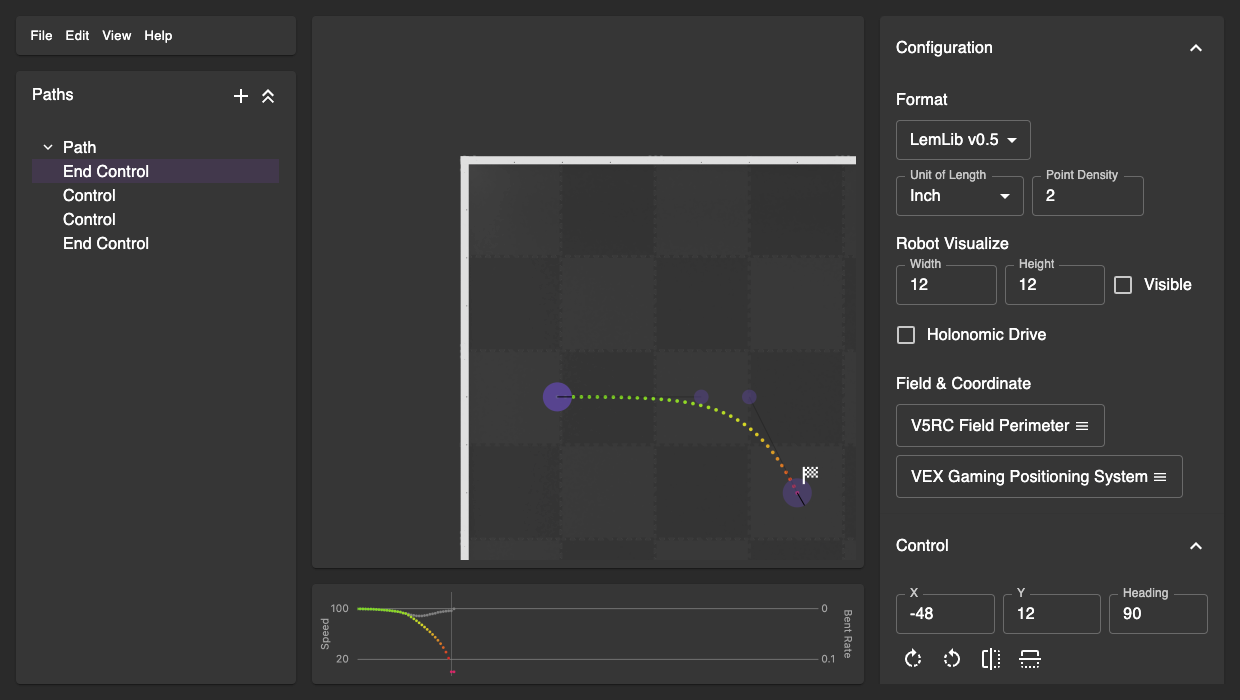 File Edit View Help
Paths
Path
End Control
Control
Control
End Control
100
20
Speed
0
0.1
Bent Rate
Configuration
Format
LemLib v0.5
Unit of Length
Inch
Point Density
2
Robot Visualize
Width
12
Height
12
Visible
Holonomic Drive
Field & Coordinate
V5RC Field Perimeter
VEX Gaming Positioning System
Control
X
-48
Y
12
Heading
90